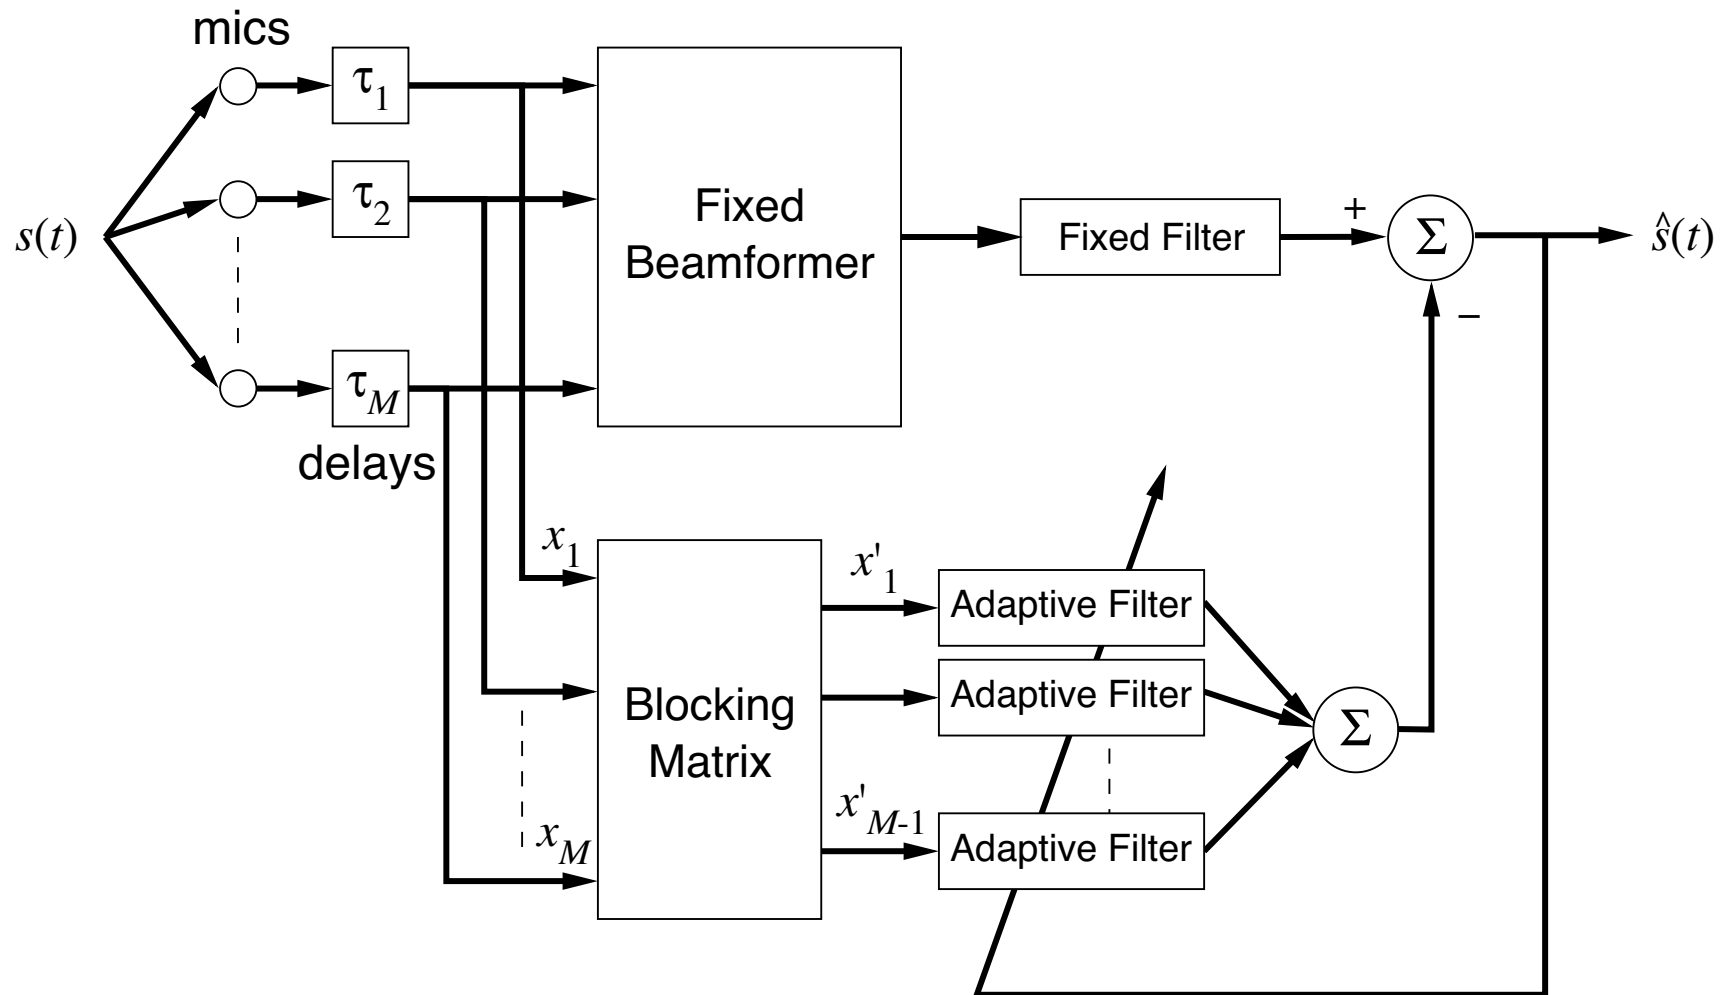 mics
τ1
τ2
s(t)
τM
delays
Fixed
Beamformer
Fixed Filter
+
Σ
ŝ(t)
−
x1
xM
Blocking
Matrix
x'1
x'M-1
Adaptive Filter
Adaptive Filter
Adaptive Filter
Σ